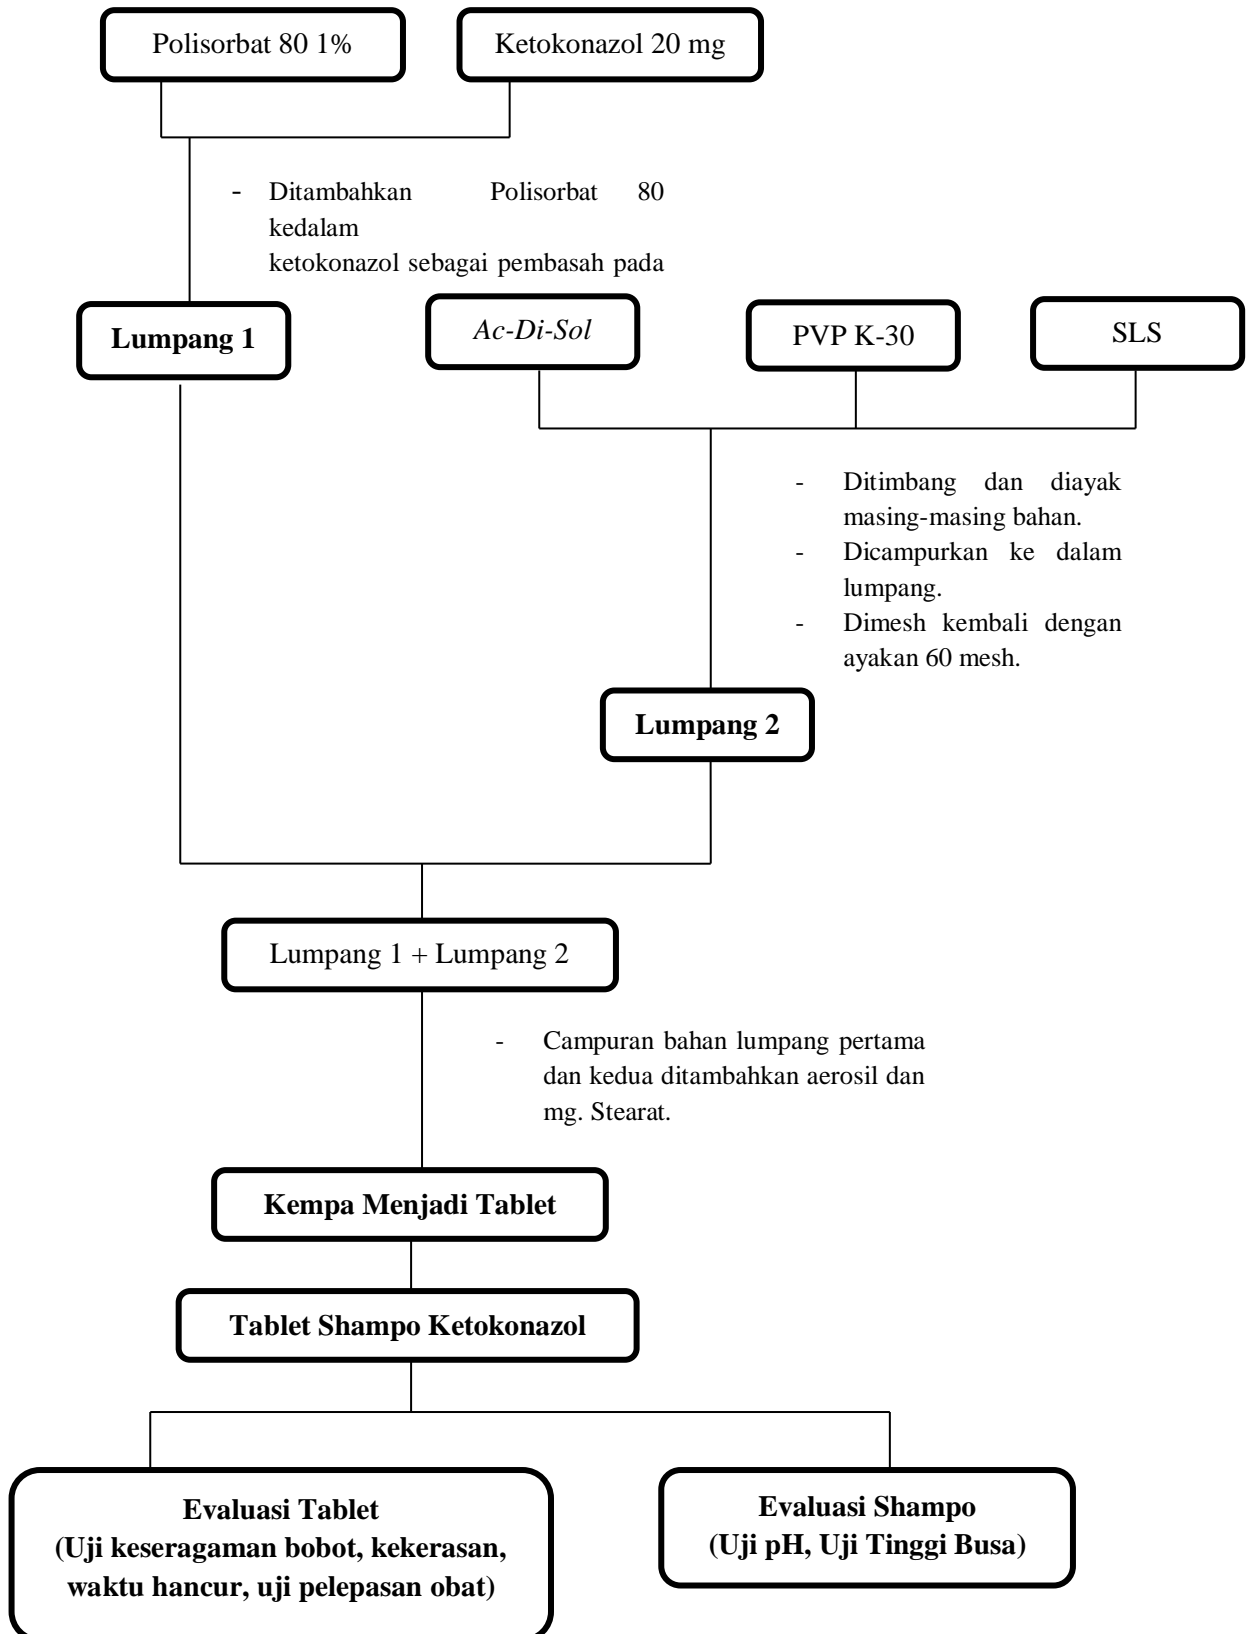 Polisorbat 80 1%
Ketokonazol 20 mg
- Ditambahkan Polisorbat 80
kedalam
ketokonazol sebagai pembasah pada
Lumpang 1
Ac-Di-Sol
PVP K-30
SLS
- Ditimbang dan diayak
masing-masing bahan.
- Dicampurkan ke dalam
lumpang.
- Dimesh kembali dengan
ayakan 60 mesh.
Lumpang 2
Lumpang 1 + Lumpang 2
- Campuran bahan lumpang pertama
dan kedua ditambahkan aerosil dan
mg. Stearat.
Kempa Menjadi Tablet
Tablet Shampo Ketokonazol
Evaluasi Tablet
(Uji keseragaman bobot, kekerasan,
waktu hancur, uji pelepasan obat)
Evaluasi Shampo
(Uji pH, Uji Tinggi Busa)